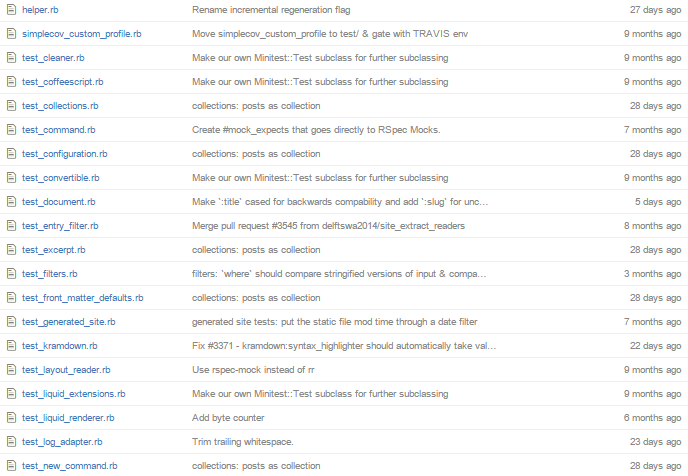 helper.rb Rename incremental regeneration flag 27 days ago
simplecov_custom_profile.rb Move simplecov_custom_profile to test/ & gate with TRAVIS env 9 months ago
test_cleaner.rb Make our own Minitest::Test subclass for further subclassing 9 months ago
test_coffeescript.rb Make our own Minitest::Test subclass for further subclassing 9 months ago
test_collections.rb collections: posts as collection 28 days ago
test_command.rb Create #mock_expects that goes directly to RSpec Mocks. 7 months ago
test_configuration.rb collections: posts as collection 28 days ago
test_convertible.rb Make our own Minitest::Test subclass for further subclassing 9 months ago
test_document.rb Make ':title' cased for backwards compability and add ':slug' for unc... 5 days ago
test_entry_filter.rb Merge pull request #3545 from delftswa2014/site_extract_readers 8 months ago
test_excerpt.rb collections: posts as collection 28 days ago
test_filters.rb filters: `where` should compare stringified versions of input & compa... 3 months ago
test_front_matter_defaults.rb collections: posts as collection 28 days ago
test_generated_site.rb generated site tests: put the static file mod time through a date filter 7 months ago
test_kramdown.rb Fix #3371 - kramdown:syntax_highlighter should automatically take val... 22 days ago
test_layout_reader.rb Use rspec-mock instead of rr 9 months ago
test_liquid_extensions.rb Make our own Minitest::Test subclass for further subclassing 9 months ago
test_liquid_renderer.rb Add byte counter 6 months ago
test_log_adapter.rb Trim trailing whitespace. 23 days ago
test_new_command.rb collections: posts as collection 28 days ago